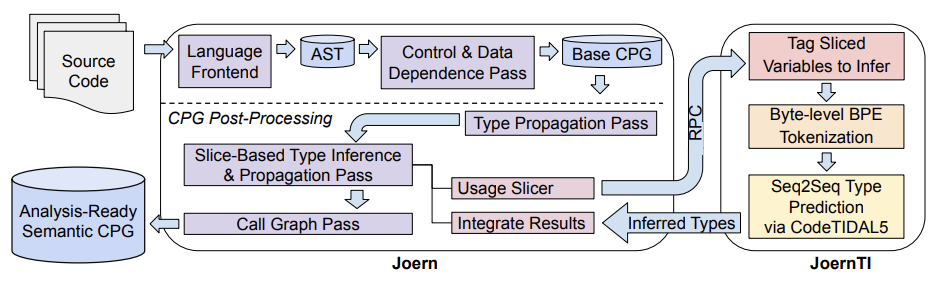 Source
Code
Language
Frontend
AST
Control & Data
Dependence Pass
Base CPG
CPG Post-Processing
Type Propagation Pass
Slice-Based Type Inference
& Propagation Pass
Usage Slicer
Call Graph Pass
Integrate Results
Analysis-Ready
Semantic CPG
Joern
RPC
Inferred Types
Tag Sliced
Variables to Infer
Byte-level BPE
Tokenization
Seq2Seq Type
Prediction
via CodeTIDAL5
JoernTI